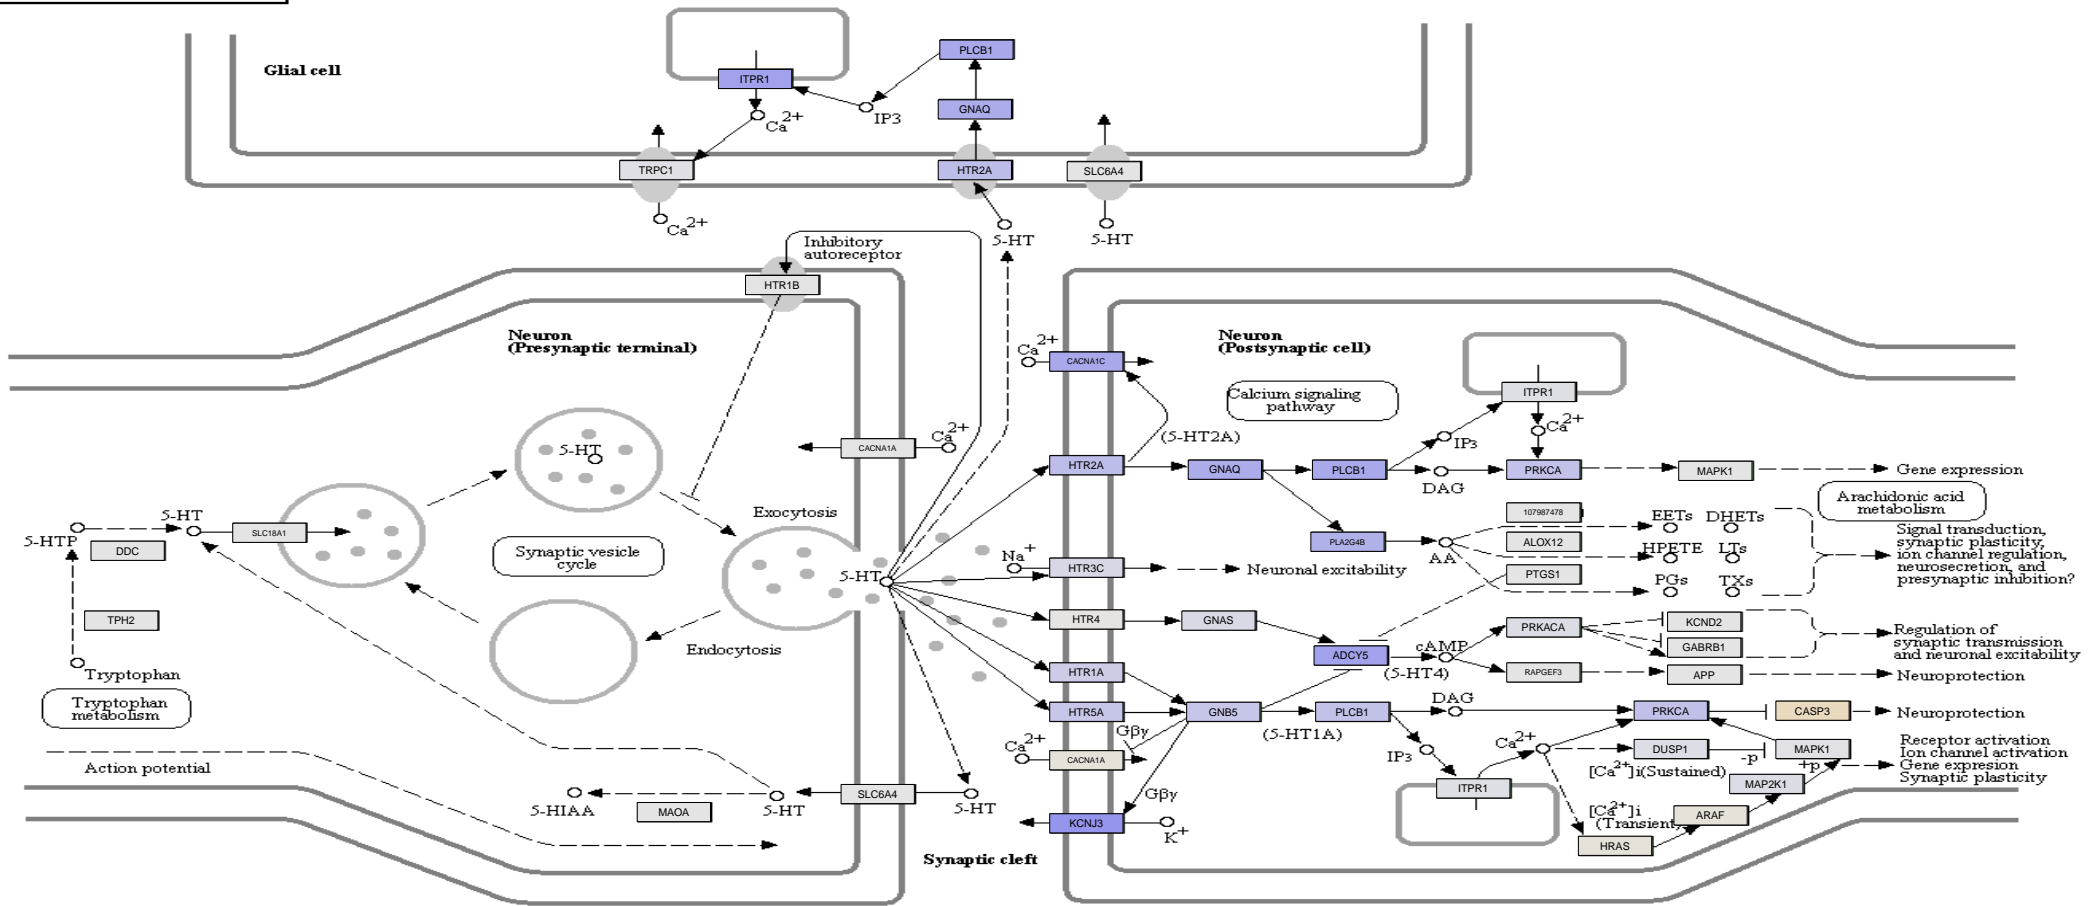 Glial cell
PLCB1
ITPR1
GNAQ
IP3
Ca2+
TRPC1
HTR2A
SLC6A4
Ca2+
5-HT
5-HT
Inhibitory
autoreceptor
HTR1B
Neuron
(Presynaptic terminal)
CACNA1A
Ca2+
5-HT
5-HT
SLC18A1
5-HTP
DDC
TPH2
Tryptophan
Tryptophan
metabolism
Synaptic vesicle
cycle
Exocytosis
5-HT
Endocytosis
Action potential
5-HIAA
MAOA
5-HT
SLC6A4
5-HT
Synaptic cleft
Neuron
(Postsynaptic cell)
Ca2+
CACNA1C
Calcium signaling
pathway
ITPR1
Ca2+
(5-HT2A)
IP3
HTR2A
GNAQ
PLCB1
DAG
PRKCA
MAPK1
Gene expression
Arachidonic acid
metabolism
107987478
ALOX12
PTGS1
PLA2G4B
AA
EETs
DHETs
HPETE
LTs
PGs
TXs
Signal transduction,
synaptic plasticity,
ion channel regulation,
neurosecretion, and
presynaptic inhibition?
Na+
HTR3C
Neuronal excitability
HTR4
GNAS
ADCY5
(5-HT4)
cAMP
PRKACA
KCND2
GABRB1
Regulation of
synaptic transmission
and neuronal excitability
RAPGEF3
APP
Neuroprotection
HTR1A
HTR5A
GNB5
PLCB1
(5-HT1A)
DAG
PRKCA
CASP3
Neuroprotection
Gβγ
Ca2+
CACNA1A
IP3
Ca2+
DUSP1
-p
MAPK1
+p
Receptor activation
Ion channel activation
Gene expresion
Synaptic plasticity
[Ca2+]i(Sustained)
MAP2K1
ITPR1
[Ca2+]i
(Transient)
ARAF
HRAS
Gβγ
KCNJ3
K+